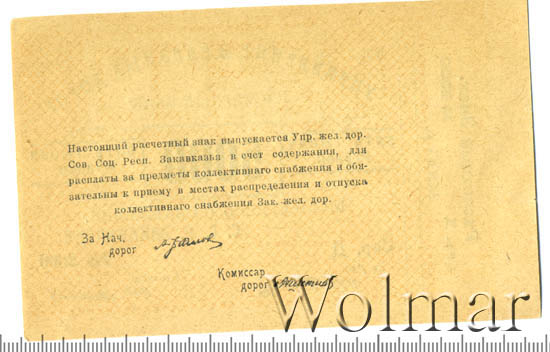 Настоящий расчетный знак выпускается Упр. жел. дор.
Сов. Соц. Респ. Закавказья в счет содержания, для
расплаты за предметы коллективнаго снабжения и обя-
зательны к приему в местах распределения и отпуска
коллективнаго снабжения Зак. жел. дор.
За Нач.
дорог
Комиссар
дорог
Wolmar